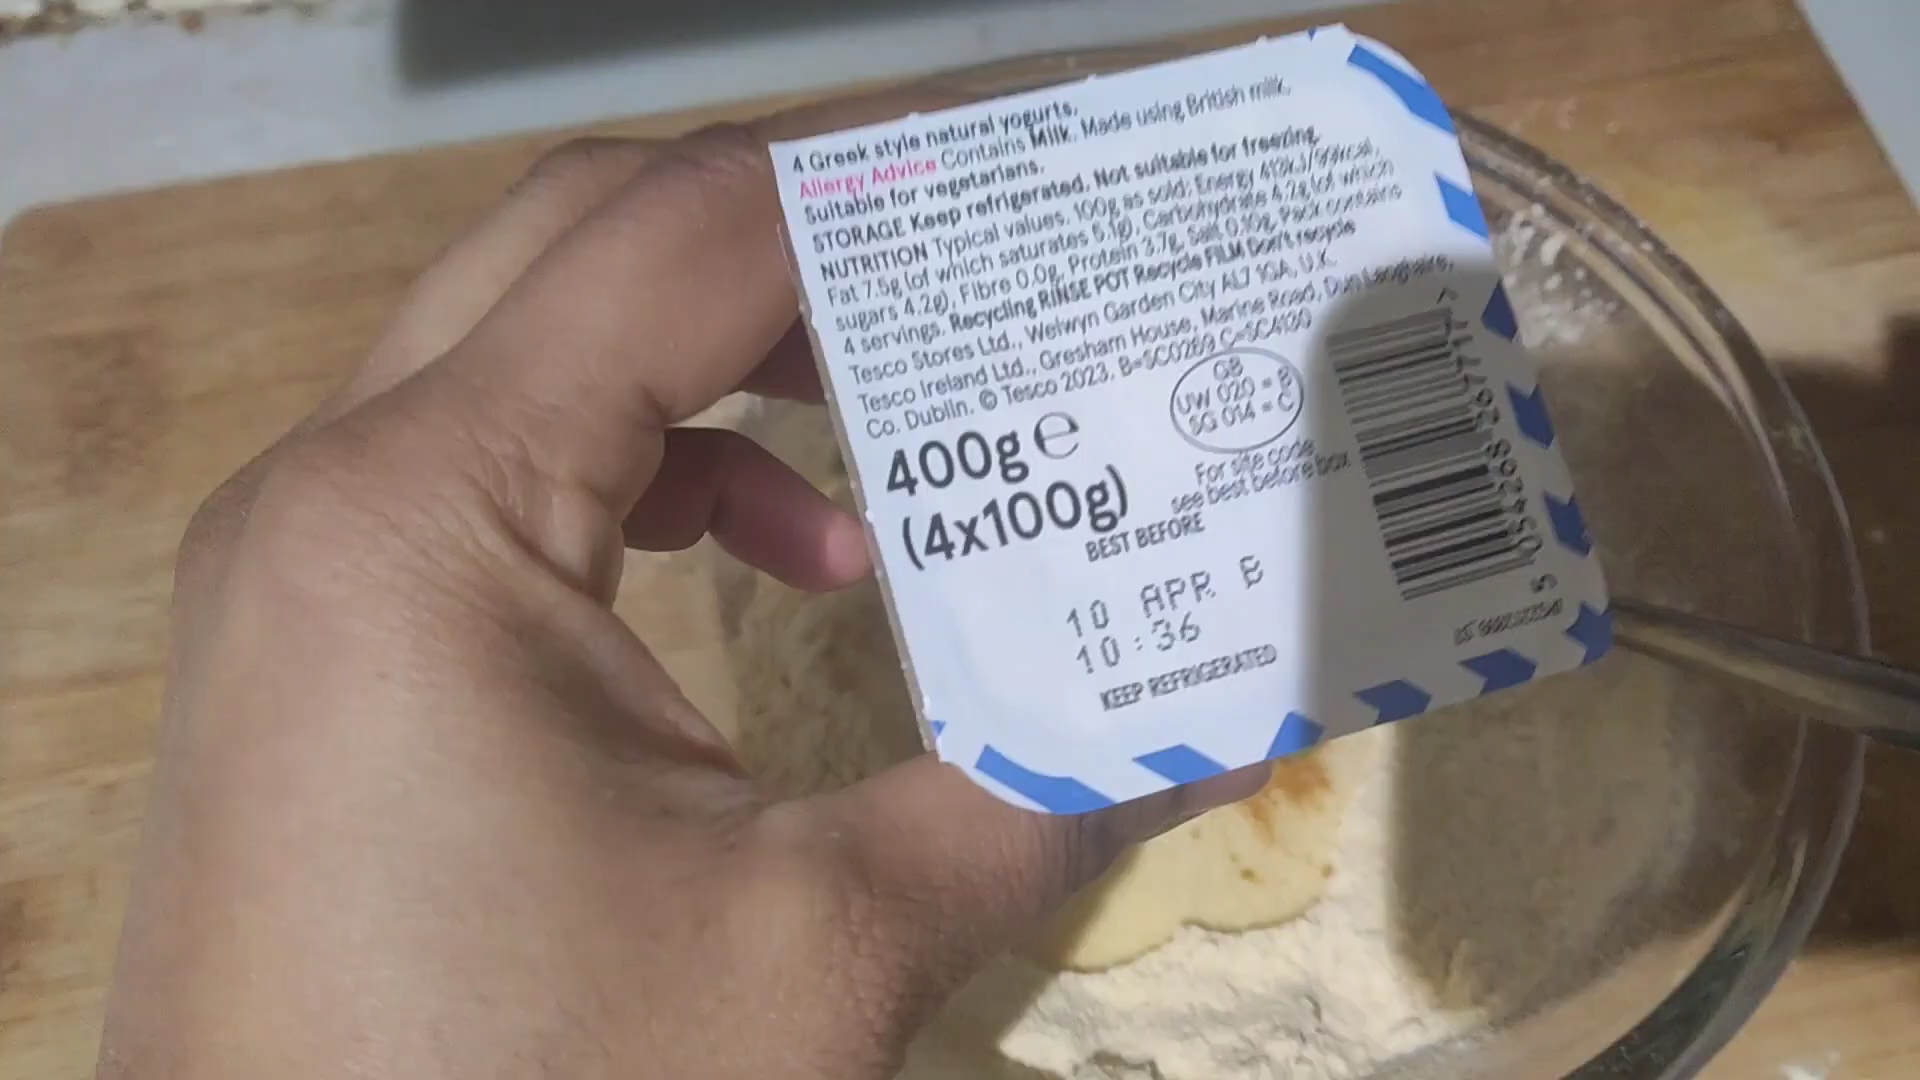 4 Greek style natural yogurts.
Allergy Advice Contains Milk. Made using British milk.
Suitable for vegetarians.
STORAGE Keep refrigerated. Not suitable for freezing.
NUTRITION Typical values. 100g as sold: Energy 413kJ/99kcal,
Fat 7.5g (of which saturates 5.1g), Carbohydrate 4.2g (of which
sugars 4.2g), Fibre 0.0g, Protein 3.7g, Salt 0.10g. Pack contains
4 servings. Recycling RINSE POT Recycle FILM Don't recycle
Tesco Stores Ltd., Welwyn Garden City AL7 1GA, U.K.
Tesco Ireland Ltd., Gresham House, Marine Road, Dun Laoghaire,
Co. Dublin. © Tesco 2023. B=SC0269 C=SC4130
400g e
(4x100g)
GB
UW 020 = B
SG 014 = C
For site code
see best before box
BEST BEFORE
10 APR B
10:36
KEEP REFRIGERATED